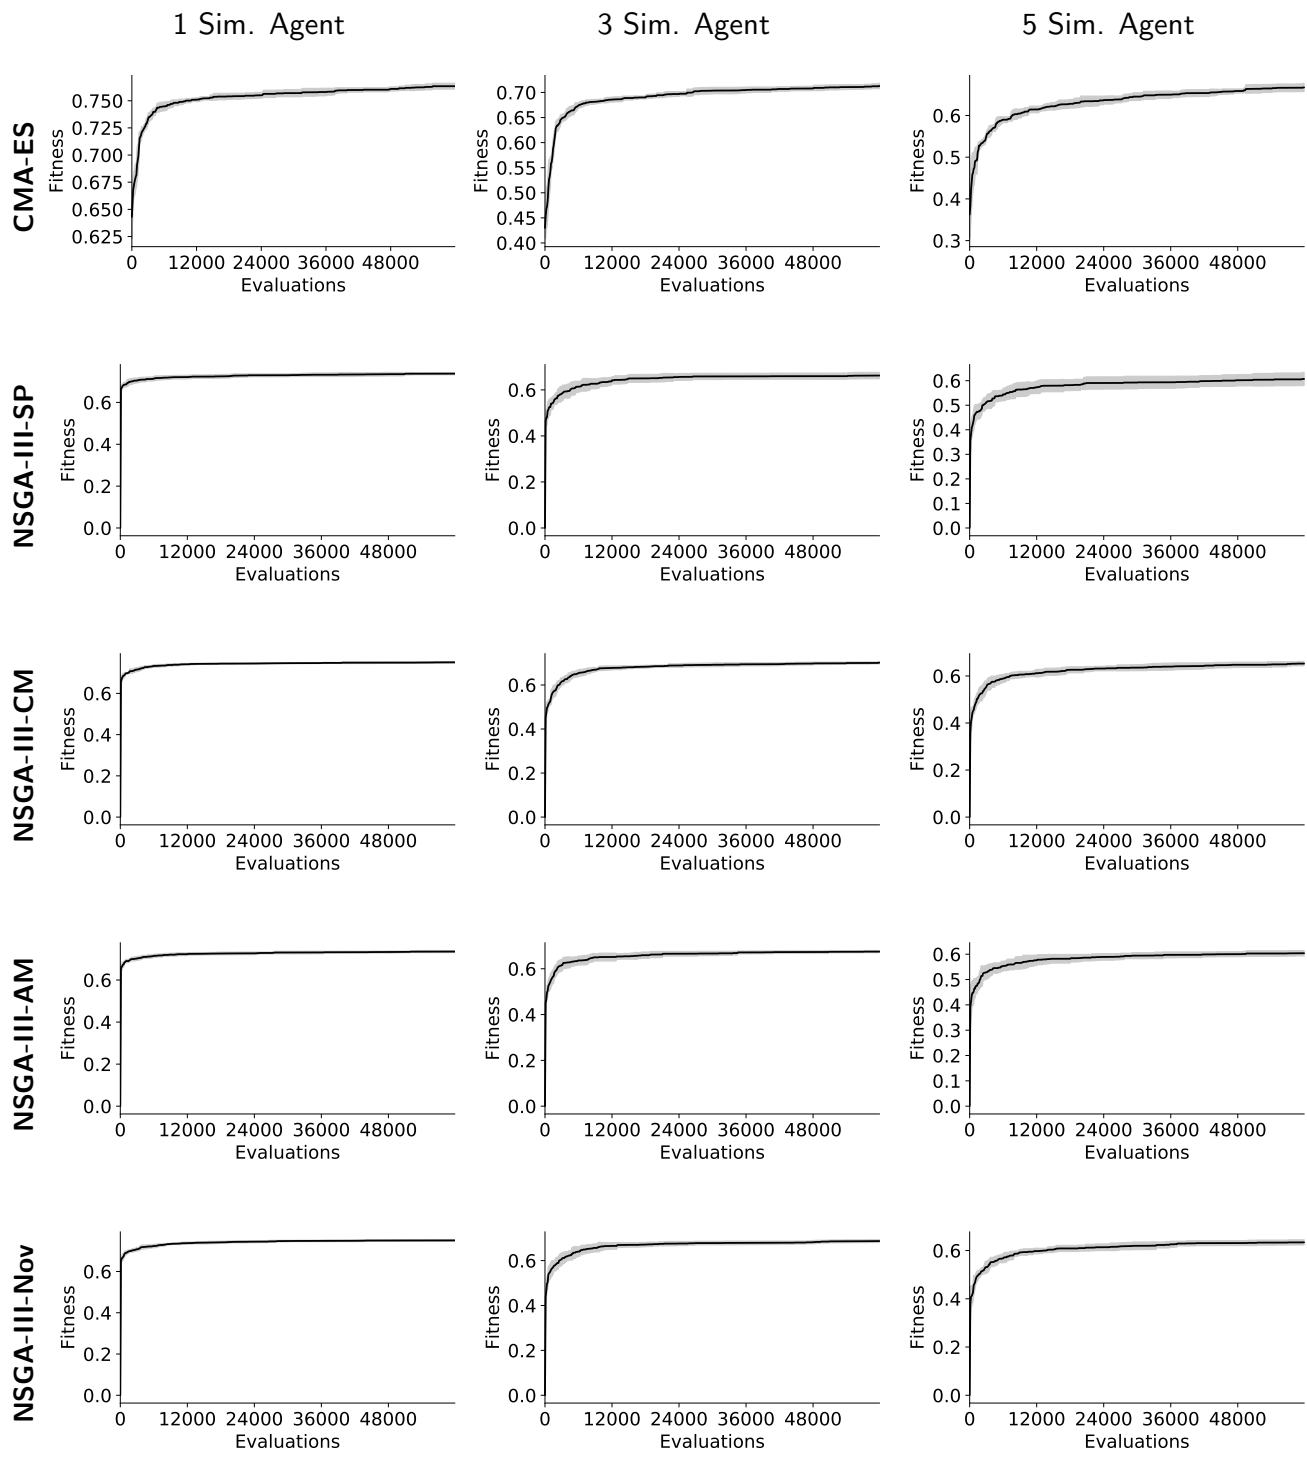 1 Sim. Agent
3 Sim. Agent
5 Sim. Agent
CMA-ES
Fitness
0.750
0.725
0.700
0.675
0.650
0.625
0 12000 24000 36000 48000
Evaluations
Fitness
0.70
0.65
0.60
0.55
0.50
0.45
0.40
0 12000 24000 36000 48000
Evaluations
Fitness
0.6
0.5
0.4
0.3
0 12000 24000 36000 48000
Evaluations
NSGA-III-SP
Fitness
0.6
0.4
0.2
0.0
0 12000 24000 36000 48000
Evaluations
Fitness
0.6
0.4
0.2
0.0
0 12000 24000 36000 48000
Evaluations
Fitness
0.6
0.5
0.4
0.3
0.2
0.1
0.0
0 12000 24000 36000 48000
Evaluations
NSGA-III-CM
Fitness
0.6
0.4
0.2
0.0
0 12000 24000 36000 48000
Evaluations
Fitness
0.6
0.4
0.2
0.0
0 12000 24000 36000 48000
Evaluations
Fitness
0.6
0.4
0.2
0.0
0 12000 24000 36000 48000
Evaluations
NSGA-III-AM
Fitness
0.6
0.4
0.2
0.0
0 12000 24000 36000 48000
Evaluations
Fitness
0.6
0.4
0.2
0.0
0 12000 24000 36000 48000
Evaluations
Fitness
0.6
0.5
0.4
0.3
0.2
0.1
0.0
0 12000 24000 36000 48000
Evaluations
NSGA-III-Nov
Fitness
0.6
0.4
0.2
0.0
0 12000 24000 36000 48000
Evaluations
Fitness
0.6
0.4
0.2
0.0
0 12000 24000 36000 48000
Evaluations
Fitness
0.6
0.4
0.2
0.0
0 12000 24000 36000 48000
Evaluations